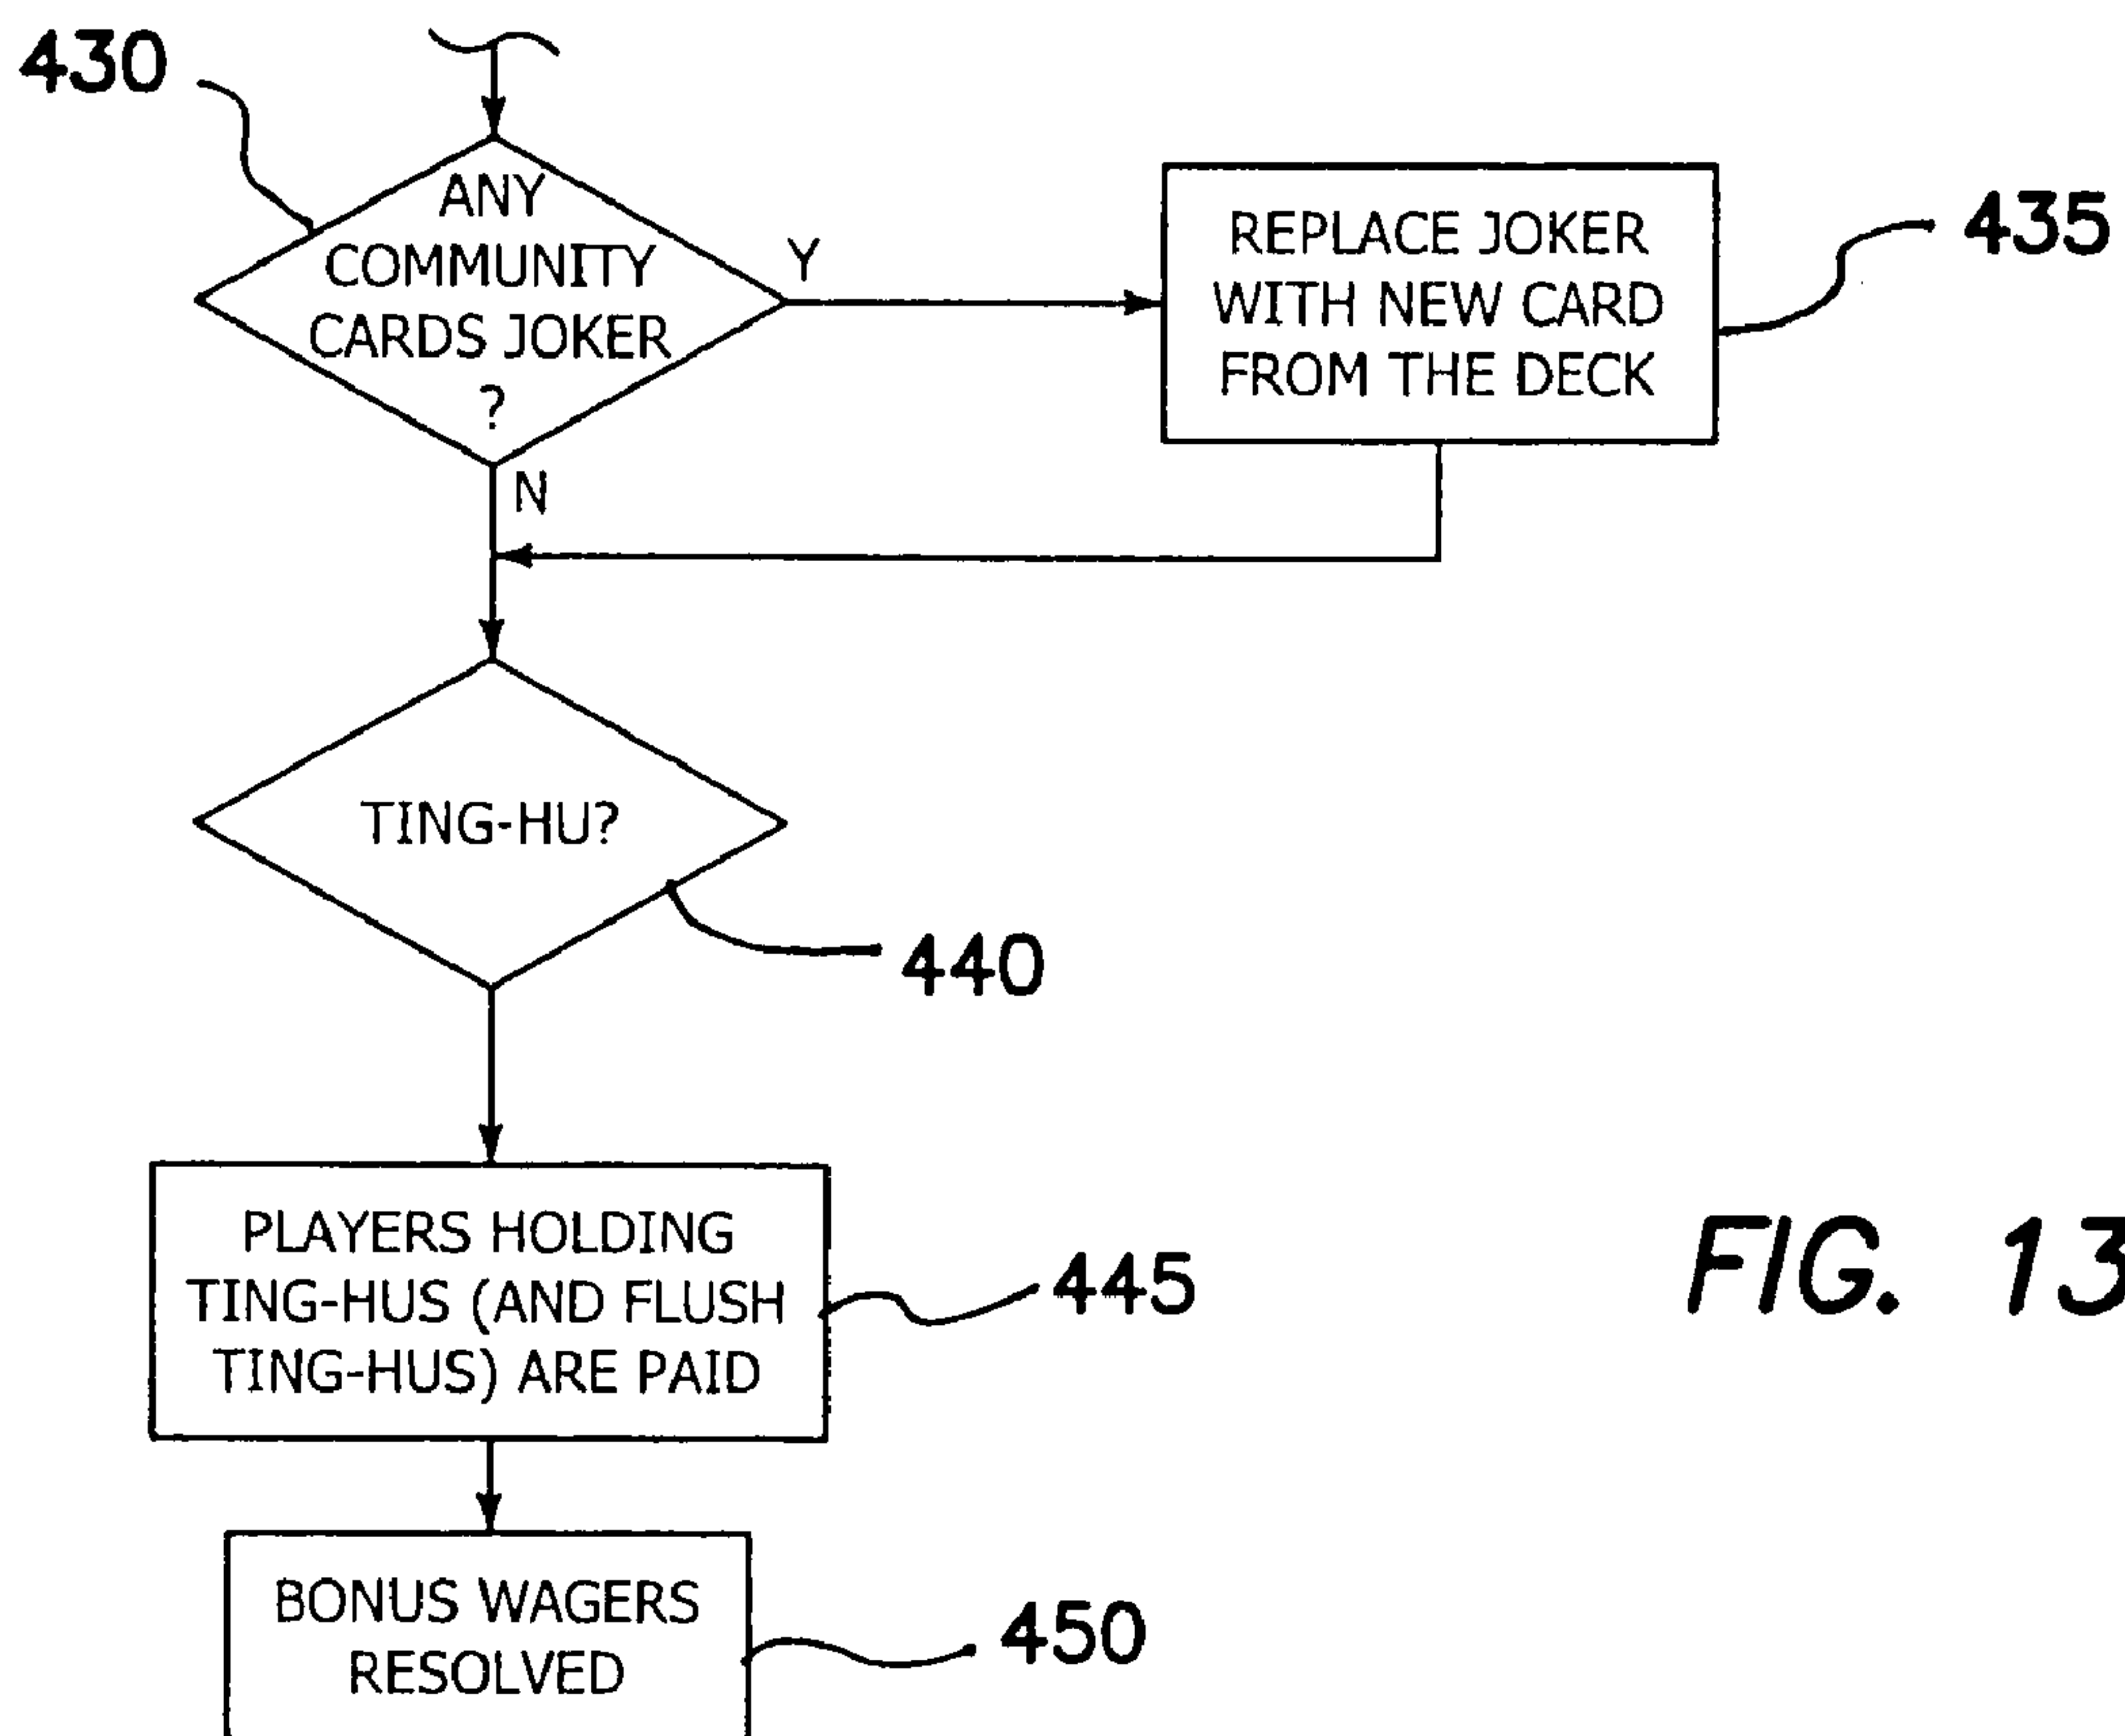 430
ANY
COMMUNITY
CARDS JOKER
?
Y
N
REPLACE JOKER
WITH NEW CARD
FROM THE DECK
435
TING-HU?
440
PLAYERS HOLDING
TING-HUS (AND FLUSH
TING-HUS) ARE PAID
445
FIG. 13
BONUS WAGERS
RESOLVED
450